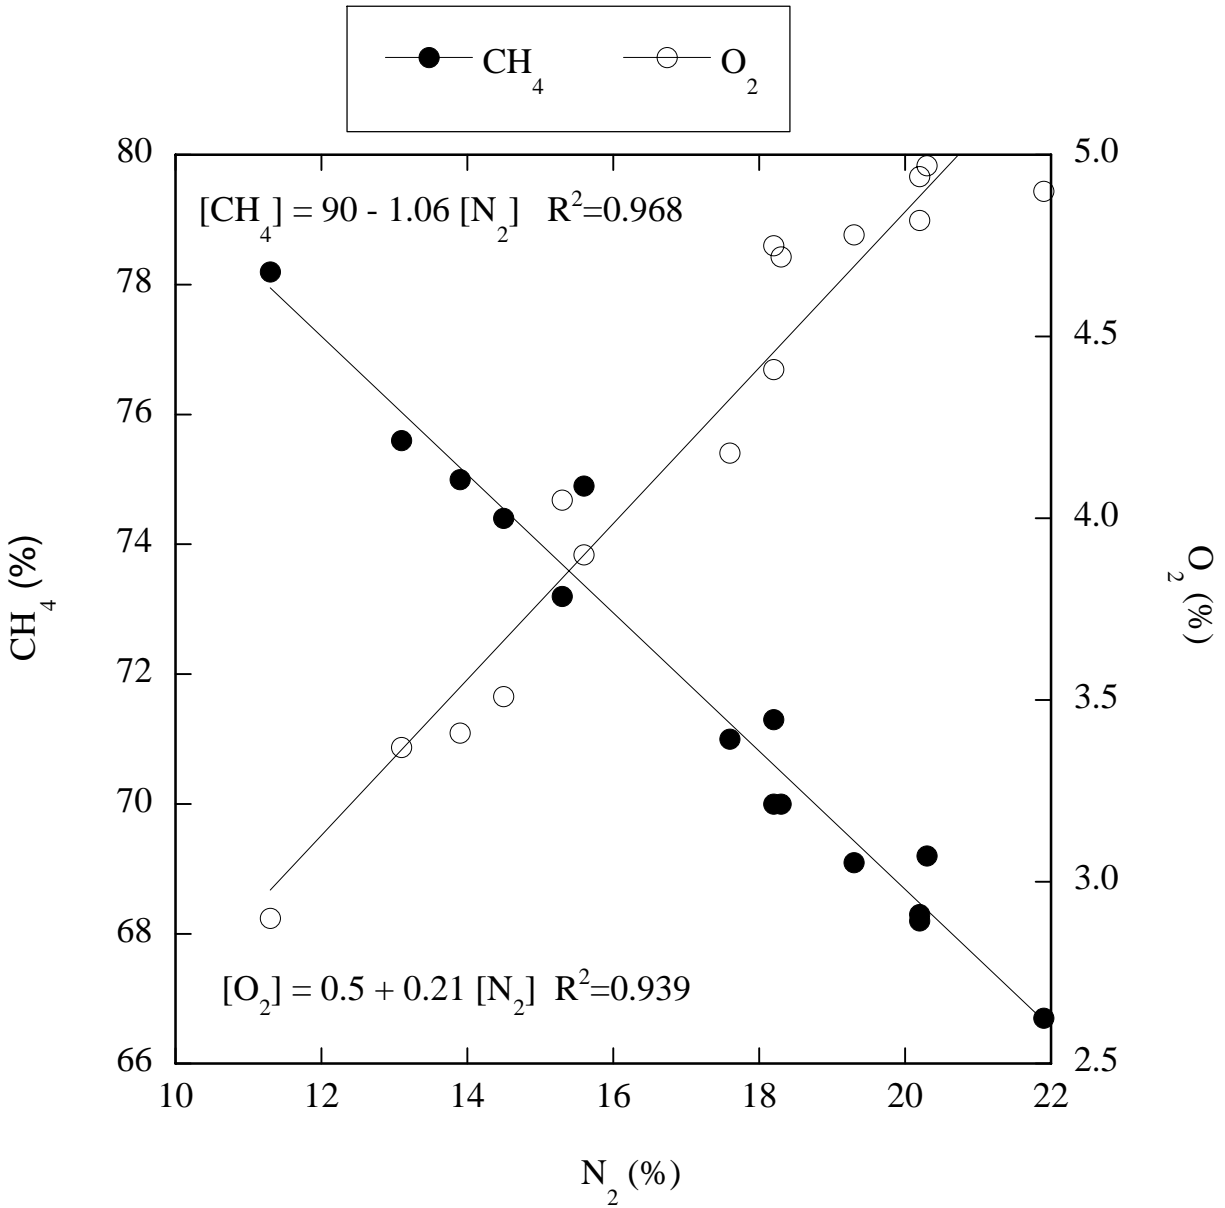 CH₄ O₂
80 5.0
[CH₄] = 90 - 1.06 [N₂] R²=0.968
78
4.5
76
4.0
74
CH₄ (%)
O₂ (%)
72
3.5
70
3.0
68
[O₂] = 0.5 + 0.21 [N₂] R²=0.939
66 2.5
10 12 14 16 18 20 22
N₂ (%)